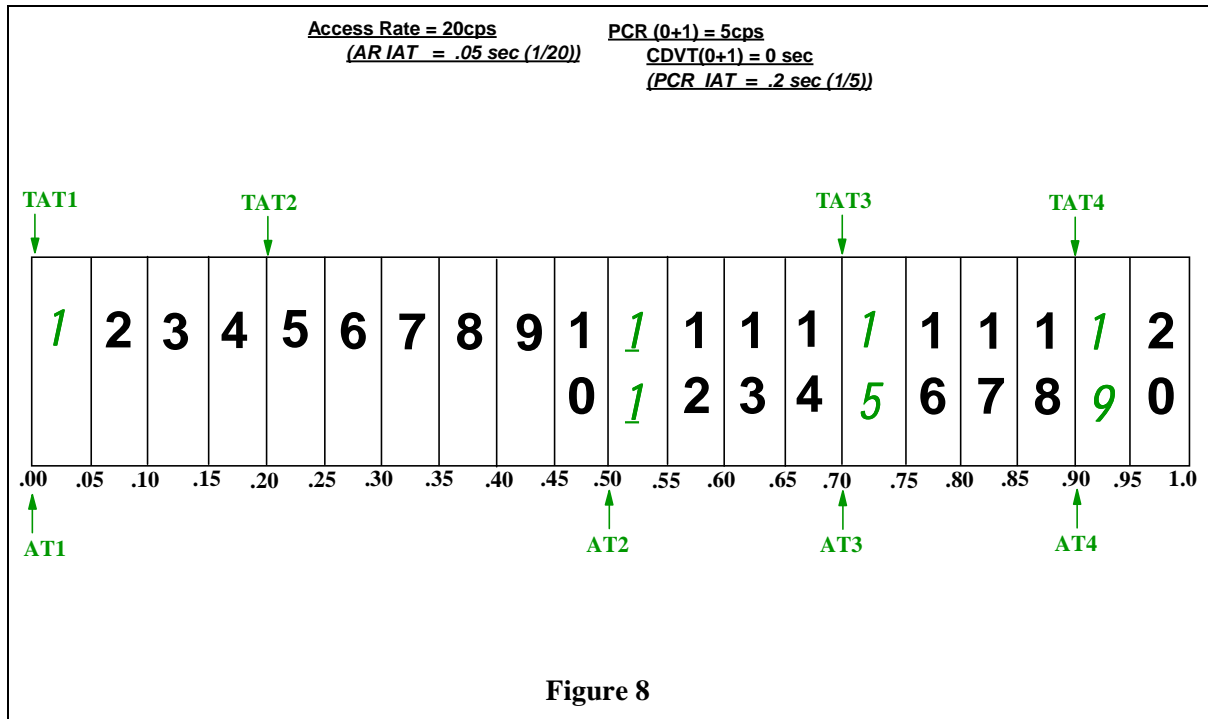 Access Rate = 20cps PCR (0+1) = 5cps
(AR IAT = .05 sec (1/20)) CDVT(0+1) = 0 sec
(PCR IAT = .2 sec (1/5))
TAT1 TAT2 TAT3 TAT4
1 2 3 4 5 6 7 8 9 1 1 1 1 1 1 1 1 1 1 2
0 1 2 3 4 5 6 7 8 9 0
.00 .05 .10 .15 .20 .25 .30 .35 .40 .45 .50 .55 .60 .65 .70 .75 .80 .85 .90 .95 1.0
AT1 AT2 AT3 AT4
Figure 8